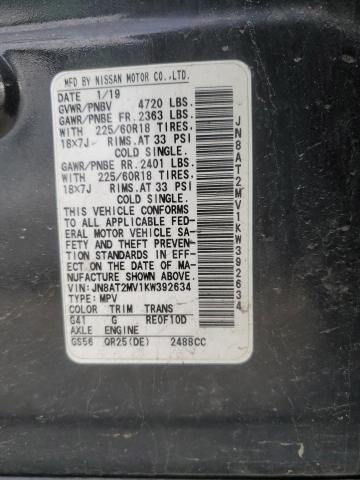 MFD BY NISSAN MOTOR CO.,LTD.
DATE 1/19
GVWR/PNBV 4720 LBS.
GAWR/PNBE FR. 2363 LBS.
WITH 225/60R18 TIRES.
18X7J RIMS.AT 33 PSI
COLD SINGLE.
GAWR/PNBE RR. 2401 LBS.
WITH 225/60R18 TIRES.
18X7J RIMS.AT 33 PSI
COLD SINGLE.
THIS VEHICLE CONFORMS
TO ALL APPLICABLE FED-
ERAL MOTOR VEHICLE SA-
FETY AND THEFT PREVEN-
TION STANDARDS IN EFF-
ECT ON THE DATE OF MA-
NUFACTURE SHOWN ABOVE.
VIN:JN8AT2MV1KW392634
TYPE:MPV
COLOR TRIM TRANS
G41 G RE0F10D
AXLE ENGINE
GS56 QR25(DE) 2488CC
JN8AT2MV1KW392634